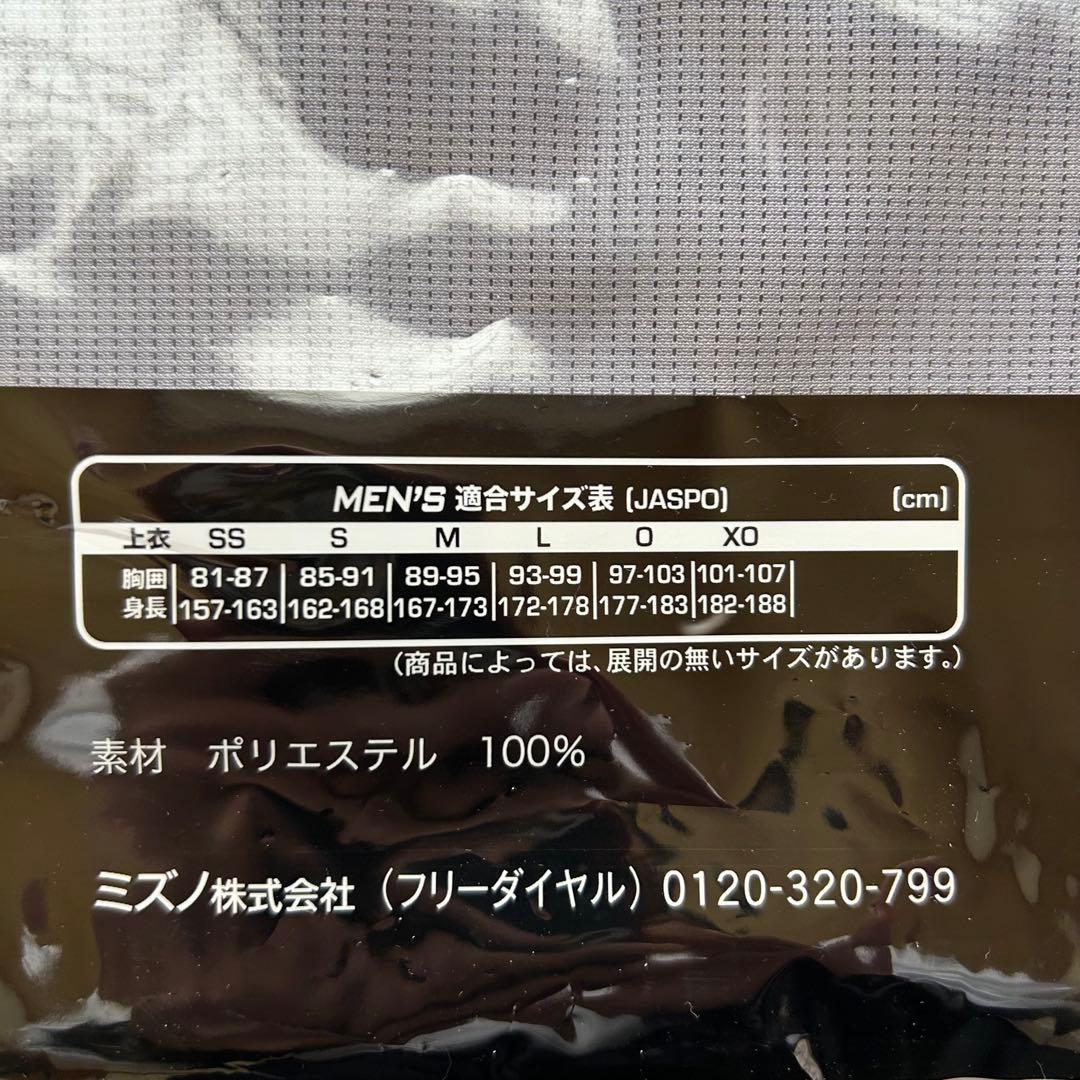 MEN'S 適合サイズ表 (JASPO) (cm)
上衣 SS S M L O XO
胸囲 81-87 85-91 89-95 93-99 97-103 101-107
身長 157-163 162-168 167-173 172-178 177-183 182-188
(商品によっては、展開の無いサイズがあります。)
素材 ポリエステル 100%
ミズノ株式会社 (フリーダイヤル) 0120-320-799